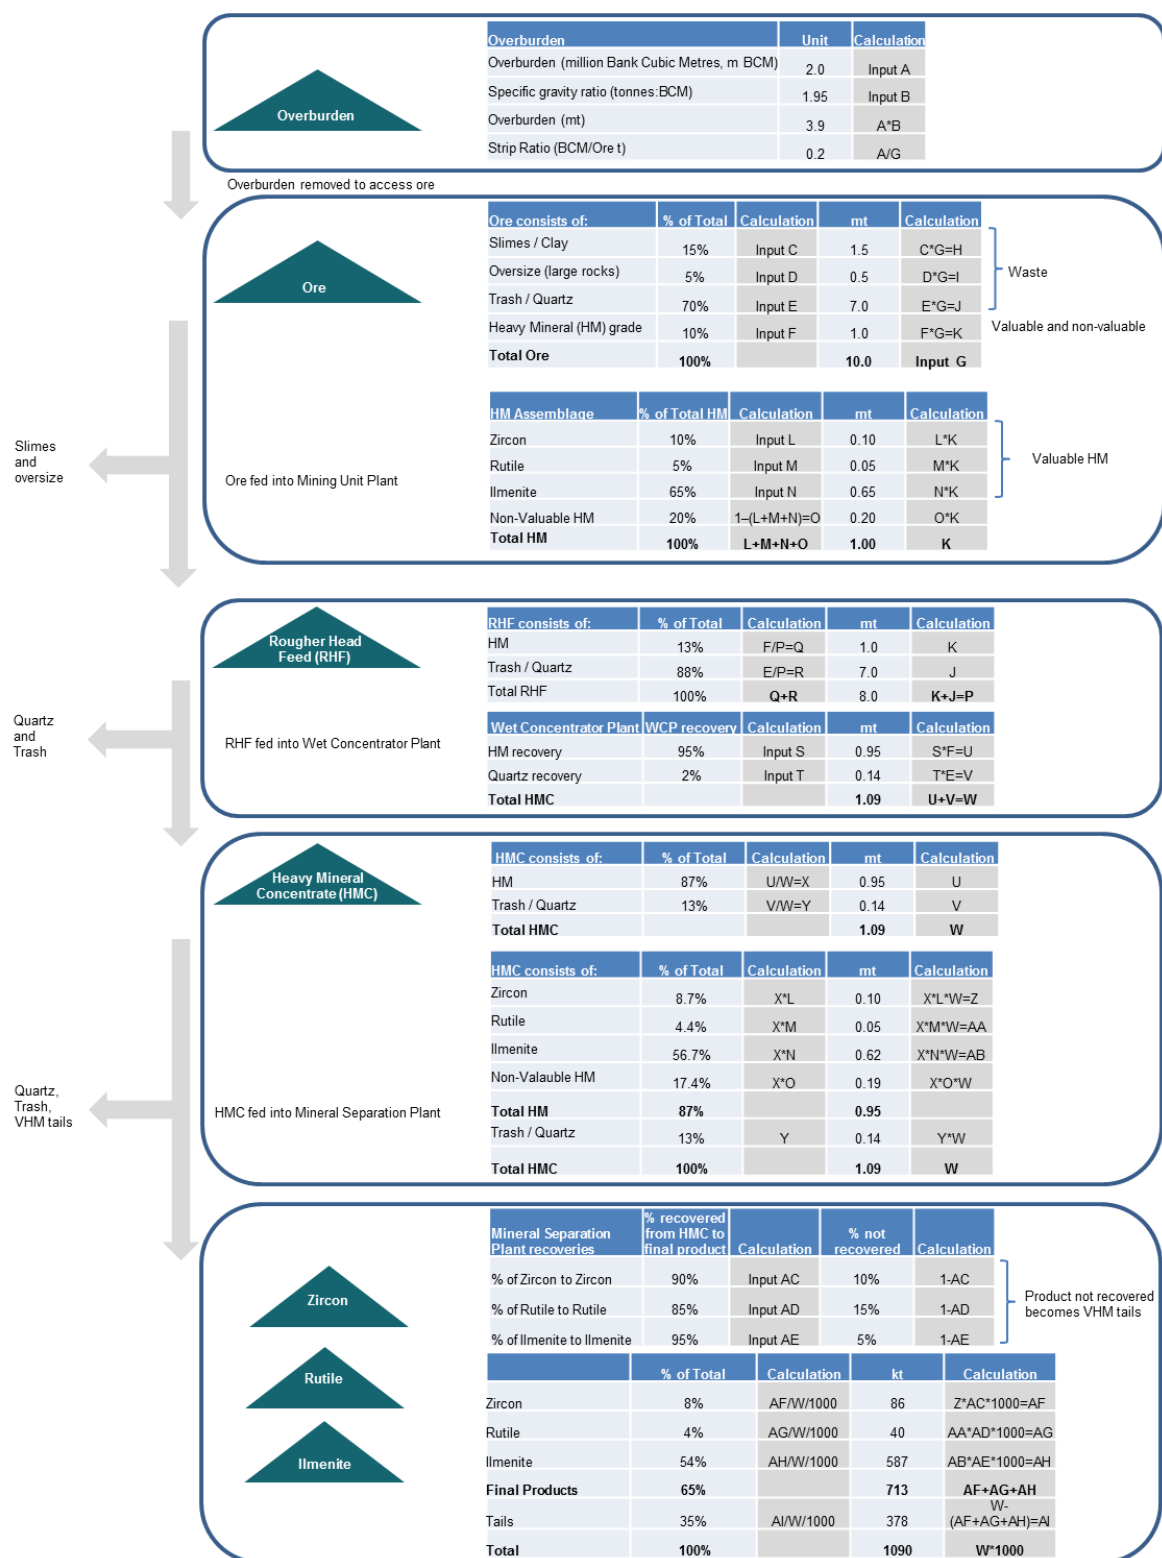 Overburden Unit Calculation
Overburden (million Bank Cubic Metres, m BCM) 2.0 Input A
Specific gravity ratio (tonnes:BCM) 1.95 Input B
Overburden (mt) 3.9 A*B
Strip Ratio (BCM/Ore t) 0.2 A/G
Overburden
Overburden removed to access ore
Ore consists of: % of Total Calculation mt Calculation
Slimes / Clay 15% Input C 1.5 C*G=H
Oversize (large rocks) 5% Input D 0.5 D*G=I
Trash / Quartz 70% Input E 7.0 E*G=J
Heavy Mineral (HM) grade 10% Input F 1.0 F*G=K
Total Ore 100% 10.0 Input G
Waste
Valuable and non-valuable
Ore
HM Assemblage % of Total HM Calculation mt Calculation
Zircon 10% Input L 0.10 L*K
Rutile 5% Input M 0.05 M*K
Ilmenite 65% Input N 0.65 N*K
Non-Valuable HM 20% 1–(L+M+N)=O 0.20 O*K
Total HM 100% L+M+N+O 1.00 K
Valuable HM
Slimes
and
oversize
Ore fed into Mining Unit Plant
Rougher Head
Feed (RHF)
RHF consists of: % of Total Calculation mt Calculation
HM 13% F/P=Q 1.0 K
Trash / Quartz 88% E/P=R 7.0 J
Total RHF 100% Q+R 8.0 K+J=P
Wet Concentrator Plant WCP recovery Calculation mt Calculation
HM recovery 95% Input S 0.95 S*F=U
Quartz recovery 2% Input T 0.14 T*E=V
Total HMC 1.09 U+V=W
Quartz
and
Trash
RHF fed into Wet Concentrator Plant
Heavy Mineral
Concentrate (HMC)
HMC consists of: % of Total Calculation mt Calculation
HM 87% U/W=X 0.95 U
Trash / Quartz 13% V/W=Y 0.14 V
Total HMC 1.09 W
HMC consists of: % of Total Calculation mt Calculation
Zircon 8.7% X*L 0.10 X*L*W=Z
Rutile 4.4% X*M 0.05 X*M*W=AA
Ilmenite 56.7% X*N 0.62 X*N*W=AB
Non-Valauble HM 17.4% X*O 0.19 X*O*W
Total HM 87% 0.95
Trash / Quartz 13% Y 0.14 Y*W
Total HMC 100% 1.09 W
Quartz,
Trash,
VHM tails
HMC fed into Mineral Separation Plant
Mineral Separation Plant recoveries % recovered from HMC to final product Calculation % not recovered Calculation
% of Zircon to Zircon 90% Input AC 10% 1-AC
% of Rutile to Rutile 85% Input AD 15% 1-AD
% of Ilmenite to Ilmenite 95% Input AE 5% 1-AE
Product not recovered
becomes VHM tails
Zircon
Rutile
Ilmenite
% of Total Calculation kt Calculation
Zircon 8% AF/W/1000 86 Z*AC*1000=AF
Rutile 4% AG/W/1000 40 AA*AD*1000=AG
Ilmenite 54% AH/W/1000 587 AB*AE*1000=AH
Final Products 65% 713 AF+AG+AH
Tails 35% AI/W/1000 378 W-(AF+AG+AH)=AI
Total 100% 1090 W*1000